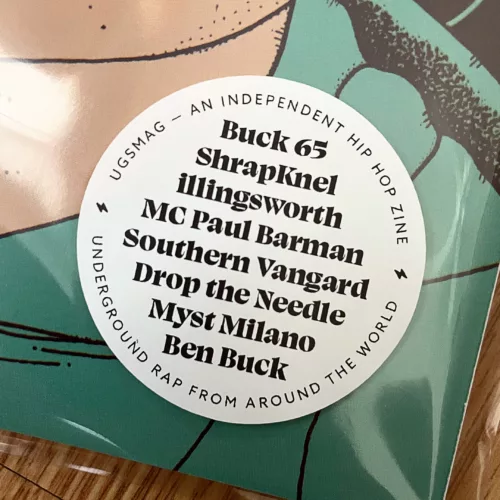 UGSMAG — AN INDEPENDENT HIP HOP ZINE
Buck 65
ShrapKnel
illingsworth
MC Paul Barman
Southern Vangard
Drop the Needle
Myst Milano
Ben Buck
UNDERGROUND RAP FROM AROUND THE WORLD